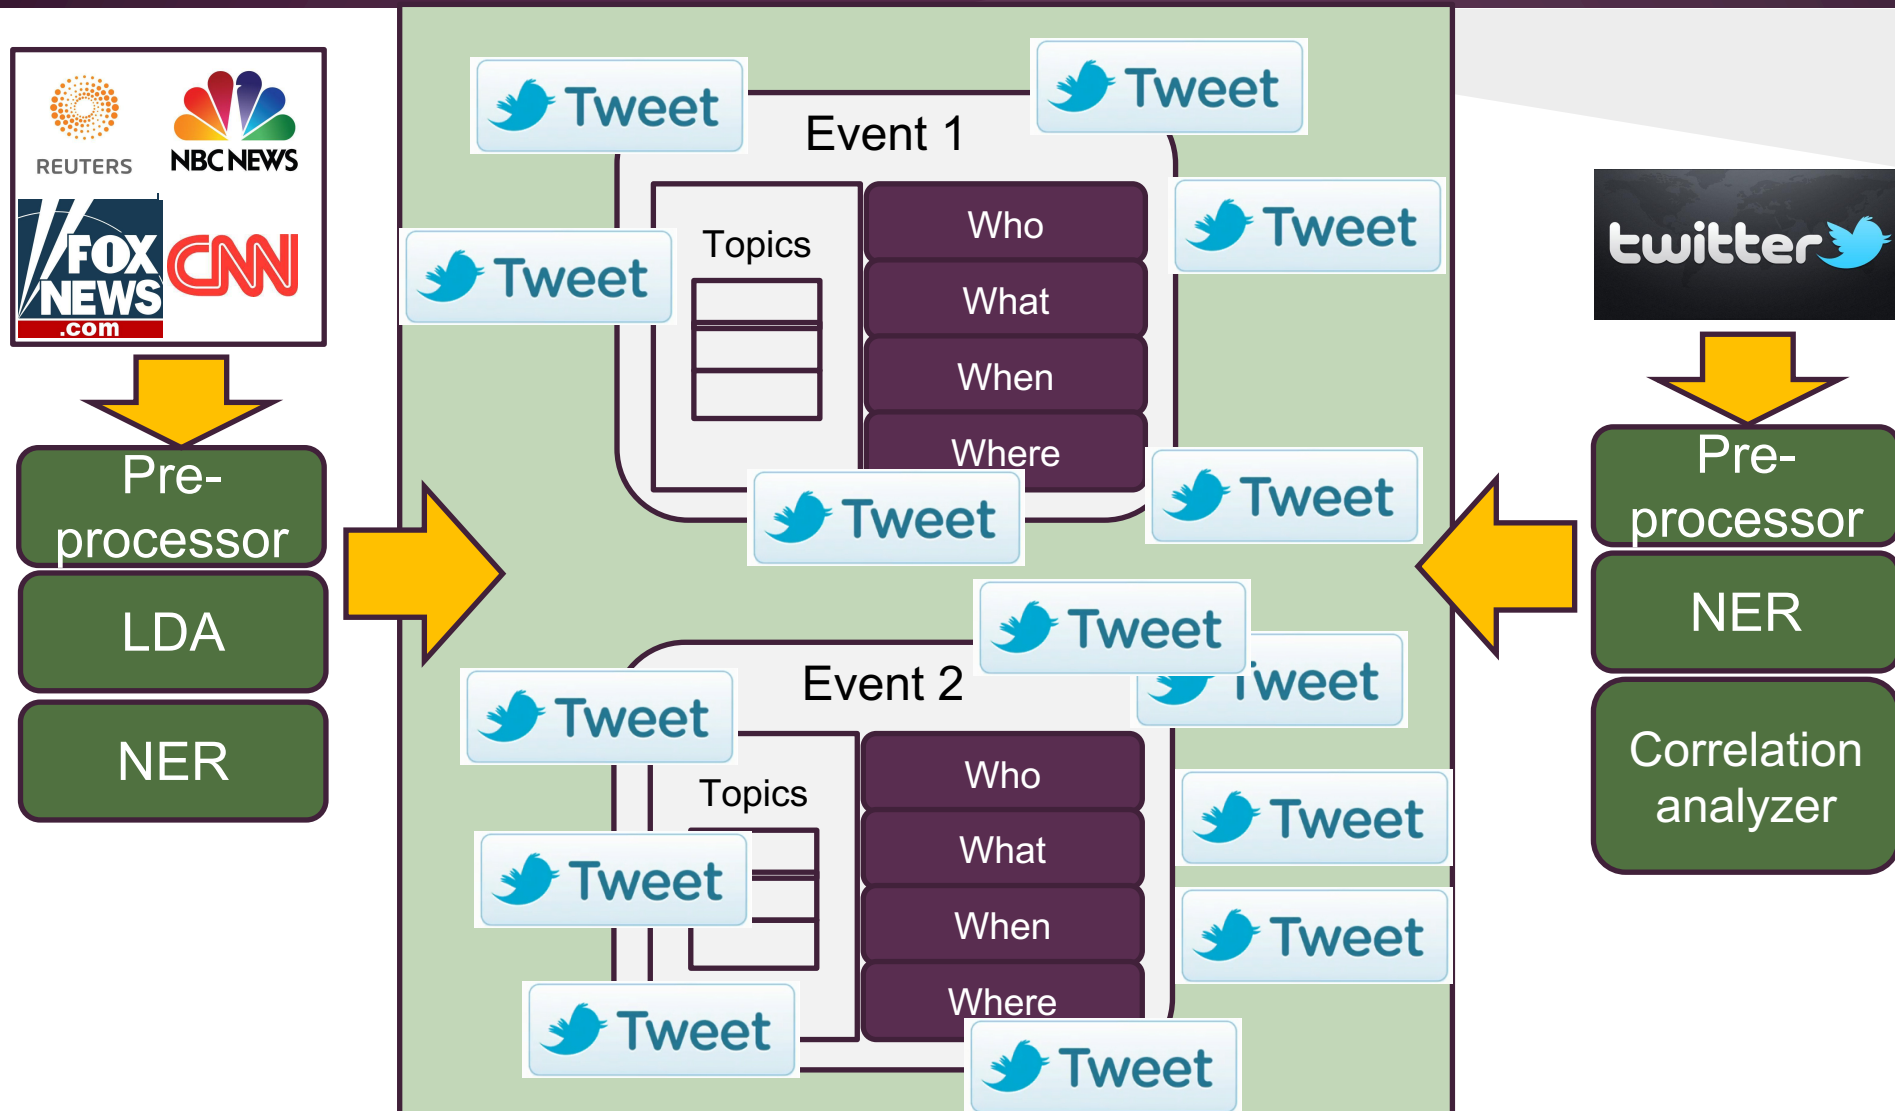 REUTERS
NBC NEWS
FOX
NEWS
.com
CNN
Pre-
processor
LDA
NER
Tweet
Tweet
Event 1
Tweet
Tweet
Topics
Who
What
When
Where
Tweet
Tweet
Tweet
Tweet
Event 2
Tweet
Topics
Who
What
When
Where
Tweet
Tweet
Tweet
Tweet
Tweet
twitter
Pre-
processor
NER
Correlation
analyzer